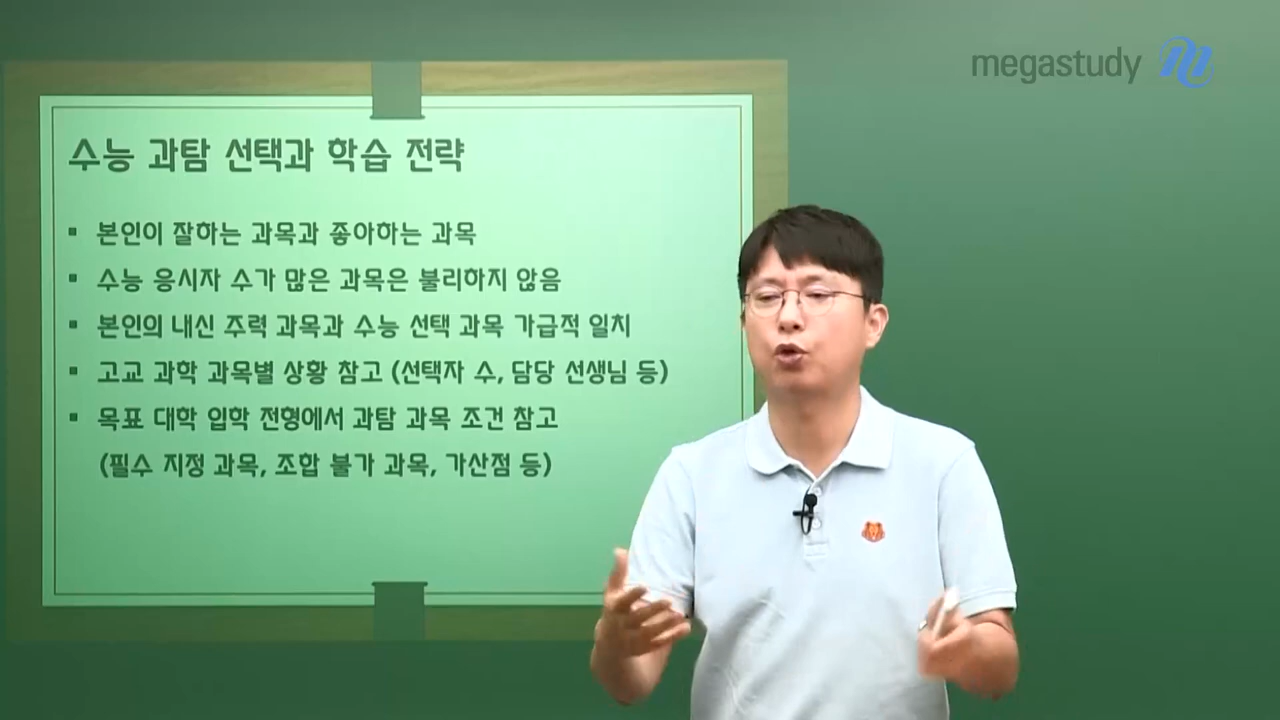 megastudy
수능 과탐 선택과 학습 전략
▪ 본인이 잘하는 과목과 좋아하는 과목
▪ 수능 응시자 수가 많은 과목은 불리하지 않음
▪ 본인의 내신 주력 과목과 수능 선택 과목 가급적 일치
▪ 고교 과학 과목별 상황 참고 (선택자 수, 담당 선생님 등)
▪ 목표 대학 입학 전형에서 과탐 과목 조건 참고
(필수 지정 과목, 조합 불가 과목, 가산점 등)